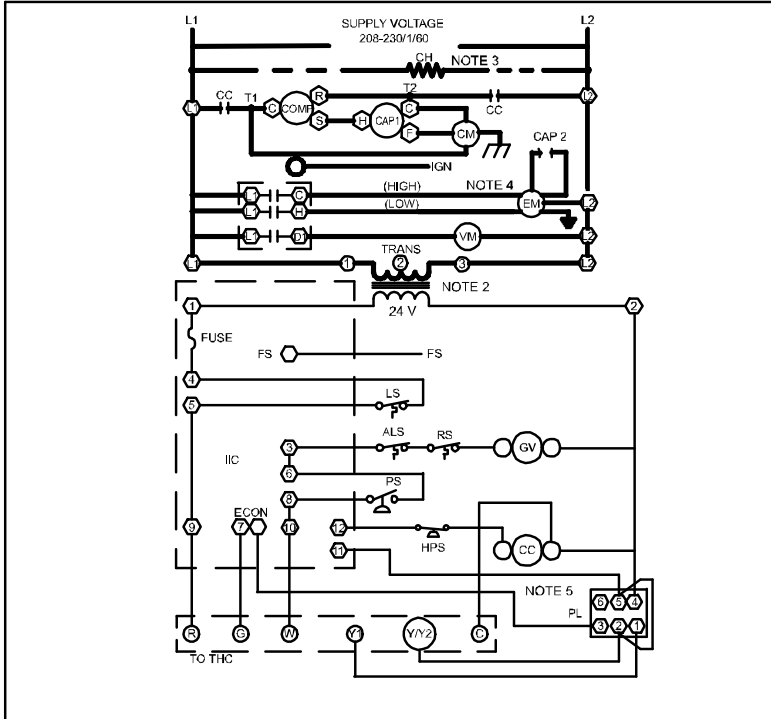 L1 SUPPLY VOLTAGE L2
208-230/1/60
CH NOTE 3
CC T1 R T2
L1 C COMP C CC L2
S H CAP1 F CM
CAP 2
IGN
(HIGH) NOTE 4
L1 C
(LOW) EM L2
L1 H
L1 D1 VM L2
TRANS
L1 1 2 3 L2
NOTE 2
1 24 V 2
FUSE
FS FS
4
5 LS
ALS RS
IIC 3 GV
6
PS
8
ECON
9 7 10 12 CC
HPS
11
NOTE 5
6 5 4
PL
3 2 1
R G W Y1 Y/Y2 C
TO THC